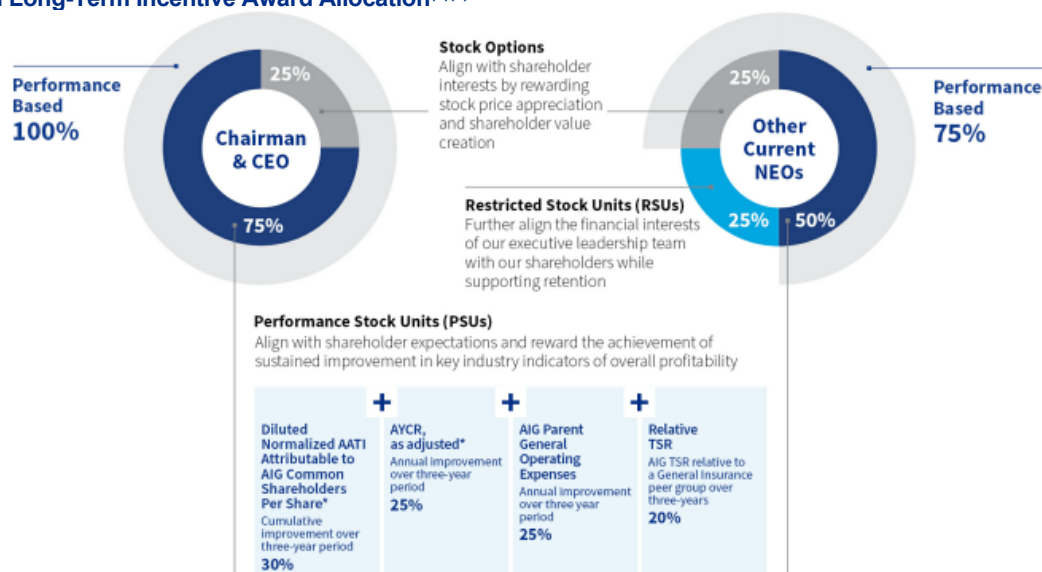 Long-Term Incentive Award Allocation
Performance
Based
100%
25%
Chairman
& CEO
75%
Stock Options
Align with shareholder
interests by rewarding
stock price appreciation
and shareholder value
creation
25%
Other
Current
NEOs
25%
50%
Performance
Based
75%
Restricted Stock Units (RSUs)
Further align the financial interests
of our executive leadership team
with our shareholders while
supporting retention
Performance Stock Units (PSUs)
Align with shareholder expectations and reward the achievement of
sustained improvement in key industry indicators of overall profitability
+
+
+
Diluted
Normalized AATI
Attributable to
AIG Common
Shareholders
Per Share*
Cumulative
improvement over
three-year period
30%
AYCR,
as adjusted*
Annual improvement
over three-year
period
25%
AIG Parent
General
Operating
Expenses
Annual improvement
over three year
period
25%
Relative
TSR
AIG TSR relative to
a General Insurance
peer group over
three-years
20%